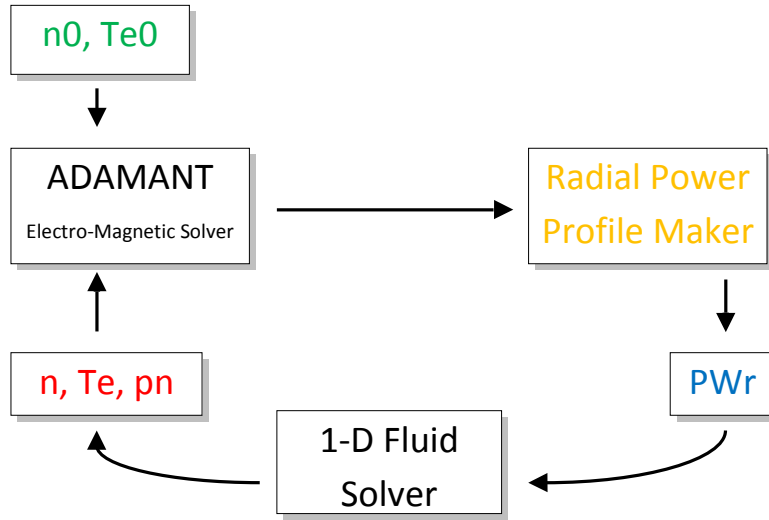 n0, Te0
ADAMANT
Electro-Magnetic Solver
Radial Power
Profile Maker
n, Te, pn
PWr
1-D Fluid
Solver